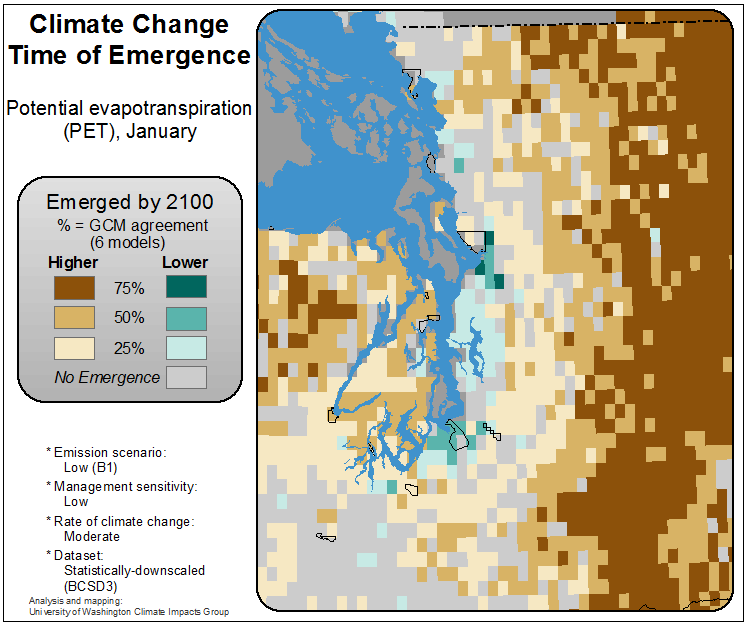 Climate Change
Time of Emergence
Potential evapotranspiration
(PET), January
Emerged by 2100
% = GCM agreement
(6 models)
Higher Lower
75%
50%
25%
No Emergence
* Emission scenario:
Low (B1)
* Management sensitivity:
Low
* Rate of climate change:
Moderate
* Dataset:
Statistically-downscaled
(BCSD3)
Analysis and mapping:
University of Washington Climate Impacts Group